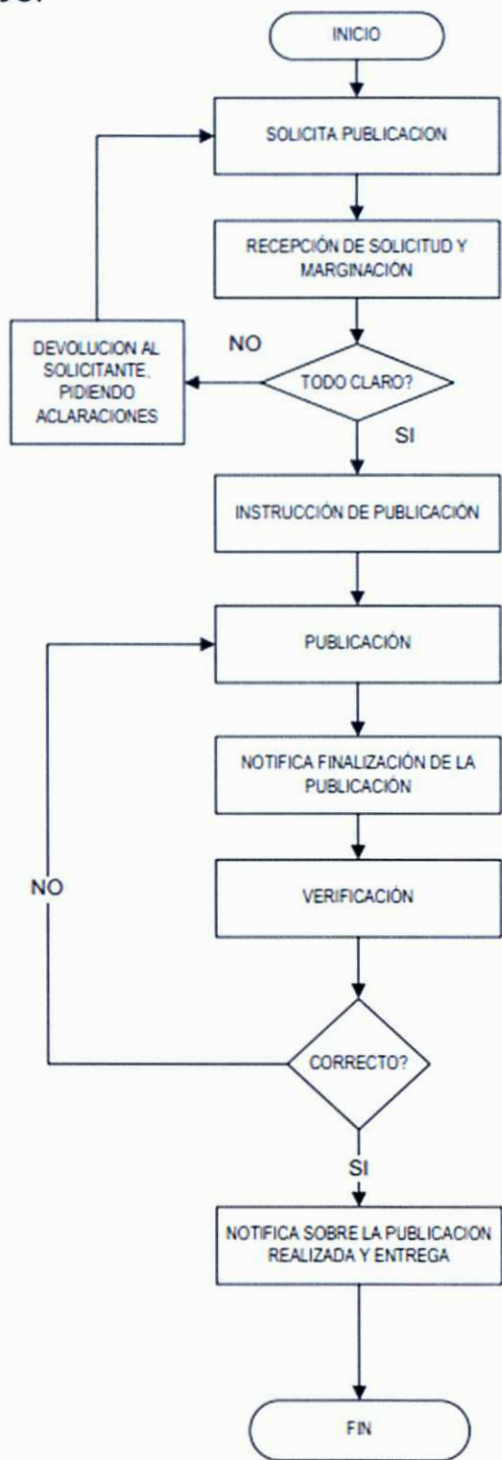 INICIO
SOLICITA PUBLICACION
RECEPCIÓN DE SOLICITUD Y
MARGINACIÓN
DEVOLUCION AL
SOLICITANTE,
PIDIENDO
ACLARACIONES
NO
TODO CLARO?
SI
INSTRUCCIÓN DE PUBLICACIÓN
PUBLICACIÓN
NOTIFICA FINALIZACIÓN DE LA
PUBLICACIÓN
VERIFICACIÓN
NO
CORRECTO?
SI
NOTIFICA SOBRE LA PUBLICACION
REALIZADA Y ENTREGA
FIN